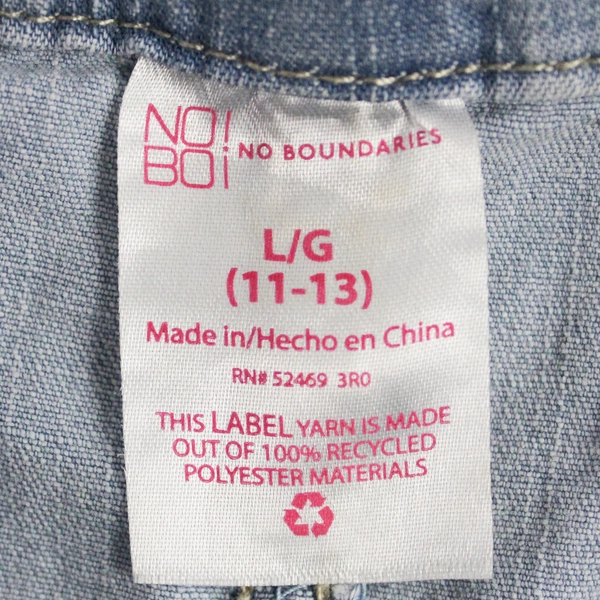 NO!
BO¡
NO BOUNDARIES
L/G
(11-13)
Made in/Hecho en China
RN# 52469 3R0
THIS LABEL YARN IS MADE
OUT OF 100% RECYCLED
POLYESTER MATERIALS